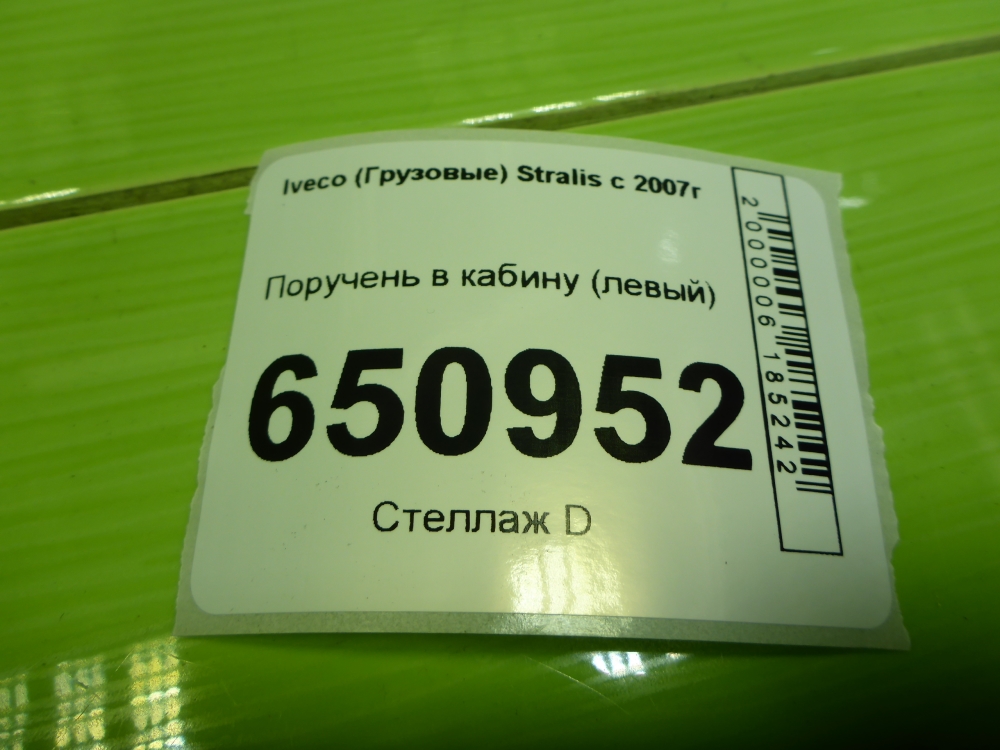 Iveco (Грузовые) Stralis с 2007г
Поручень в кабину (левый)
650952
Стеллаж D
2000006185242